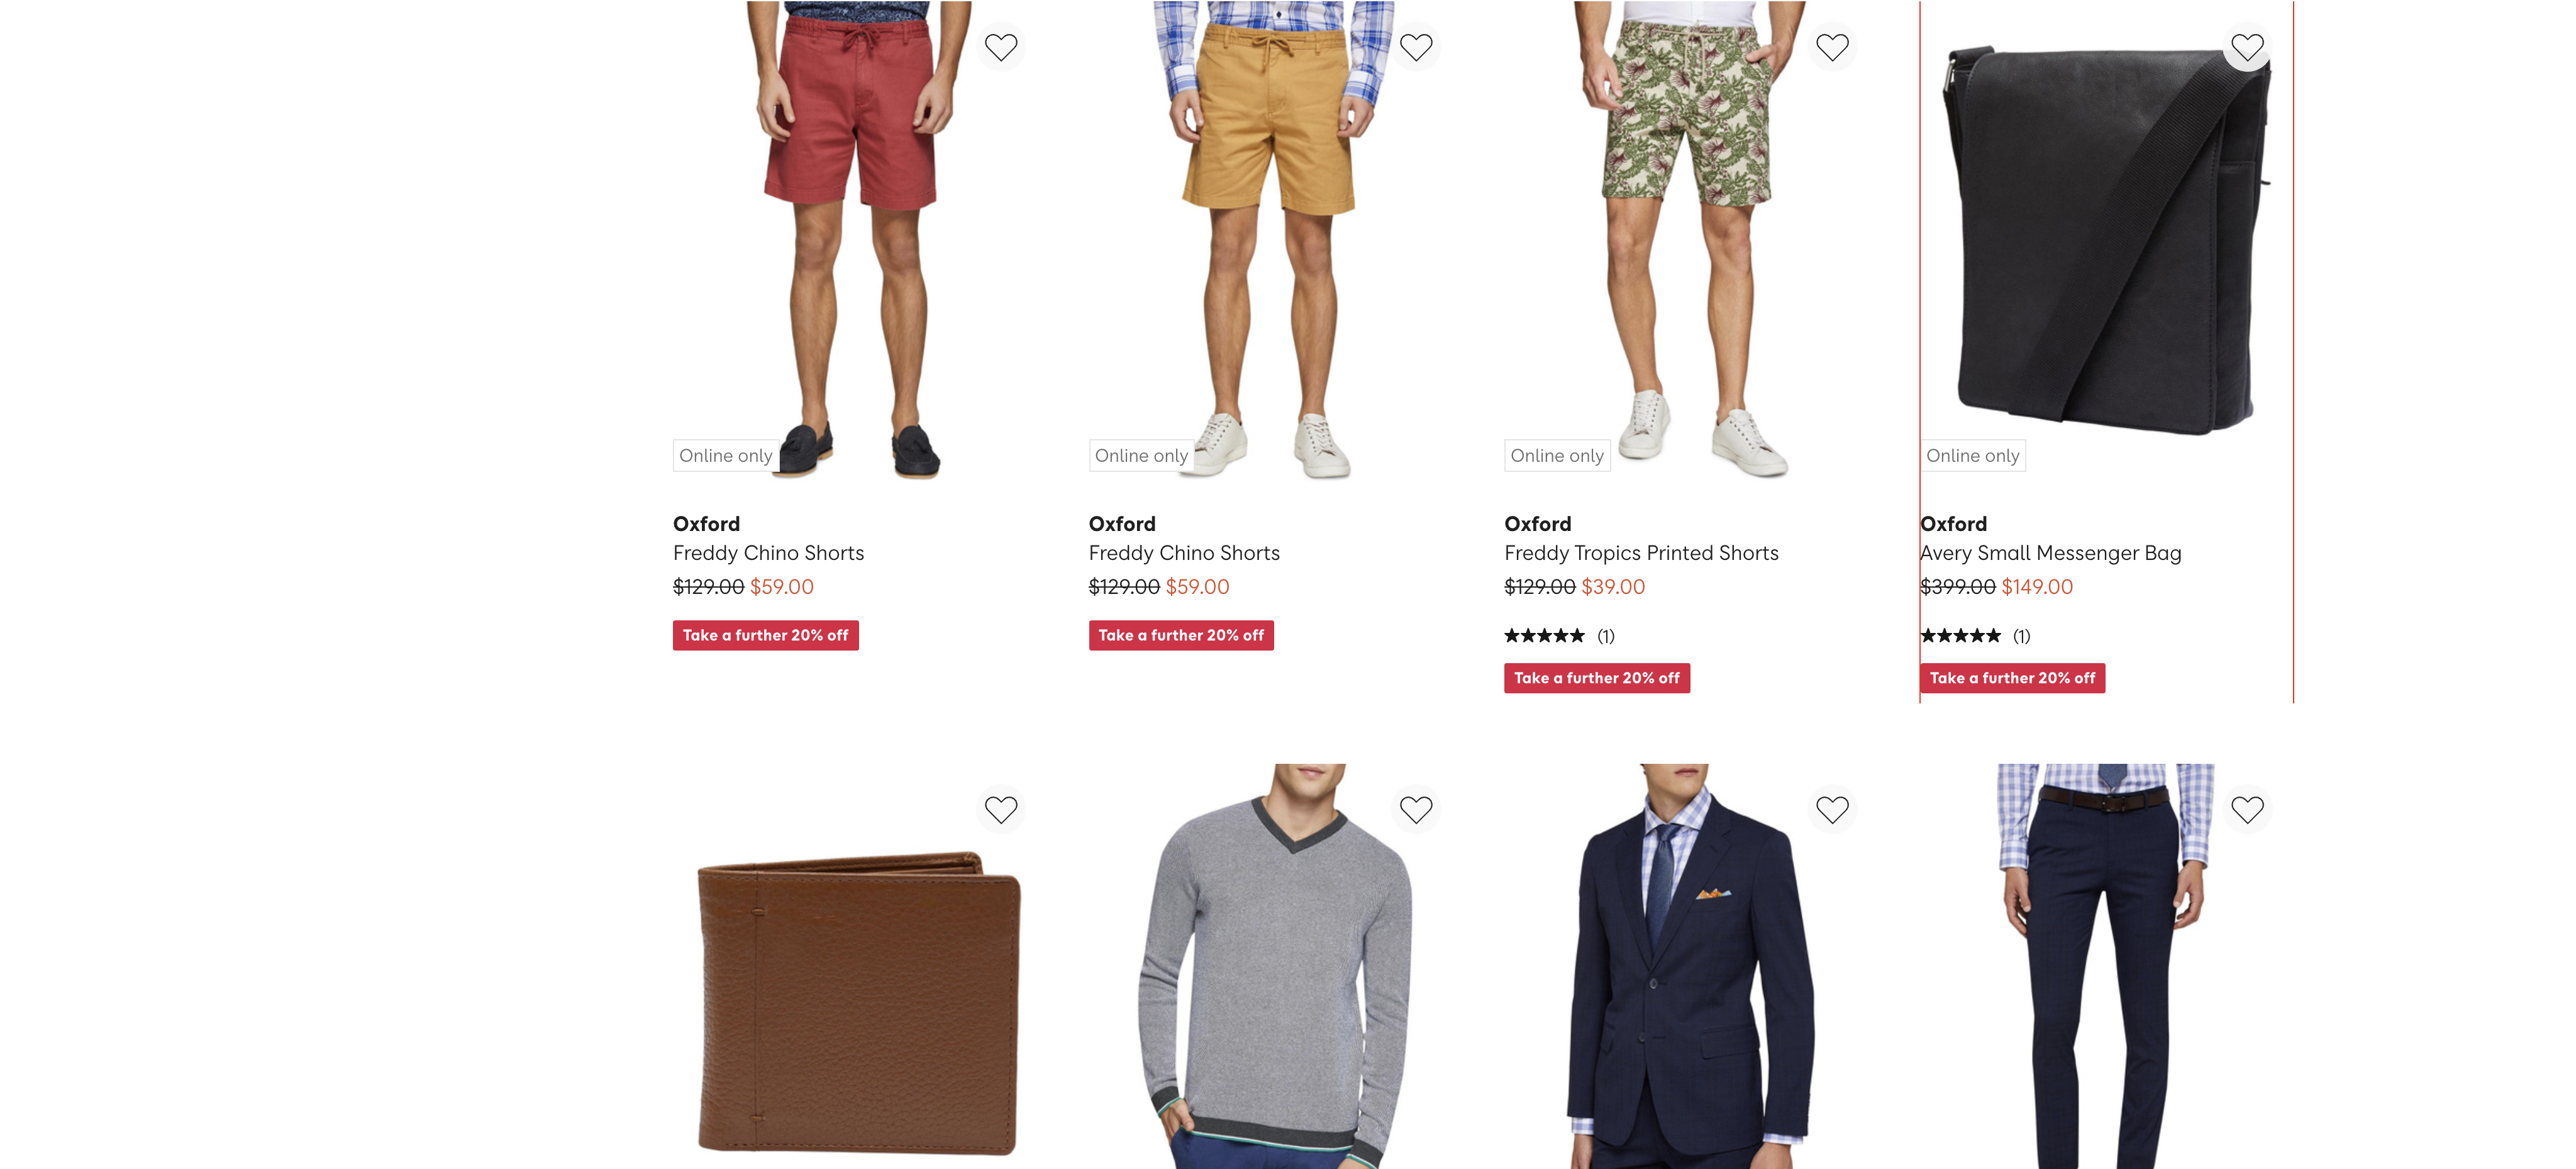 Online only
Oxford
Freddy Chino Shorts
$129.00 $59.00
Take a further 20% off
Online only
Oxford
Freddy Chino Shorts
$129.00 $59.00
Take a further 20% off
Online only
Oxford
Freddy Tropics Printed Shorts
$129.00 $39.00
★★★★★ (1)
Take a further 20% off
Online only
Oxford
Avery Small Messenger Bag
$399.00 $149.00
★★★★★ (1)
Take a further 20% off